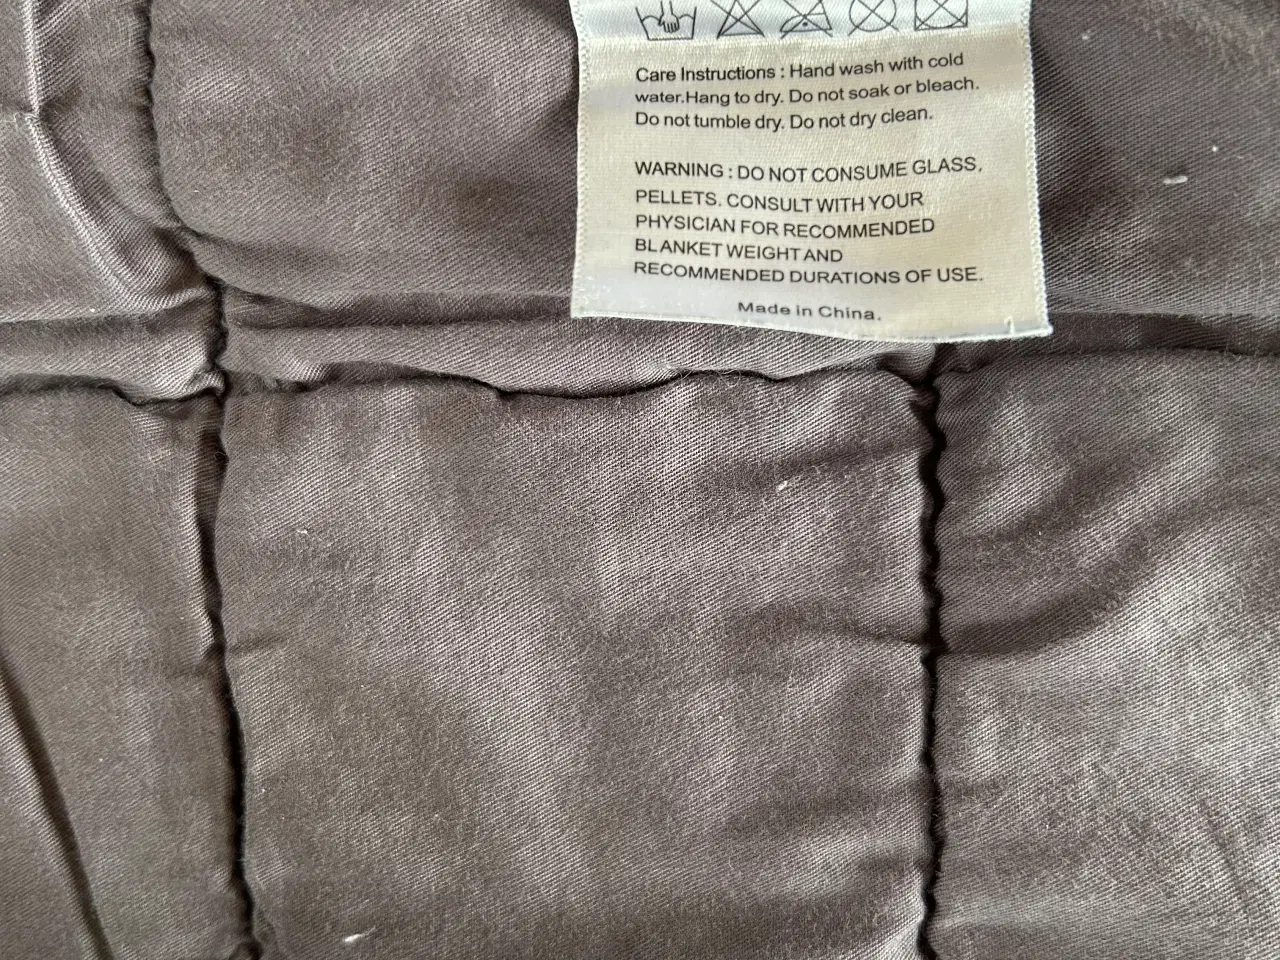 Care Instructions : Hand wash with cold
water.Hang to dry. Do not soak or bleach.
Do not tumble dry. Do not dry clean.
WARNING : DO NOT CONSUME GLASS.
PELLETS. CONSULT WITH YOUR
PHYSICIAN FOR RECOMMENDED
BLANKET WEIGHT AND
RECOMMENDED DURATIONS OF USE.
Made in China.